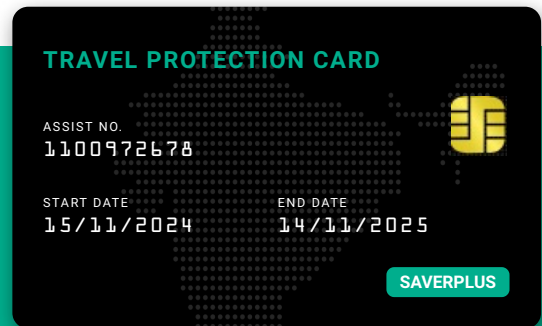 TRAVEL PROTECTION CARD
ASSIST NO.
1100972678
START DATE
15/11/2024
END DATE
14/11/2025
SAVERPLUS